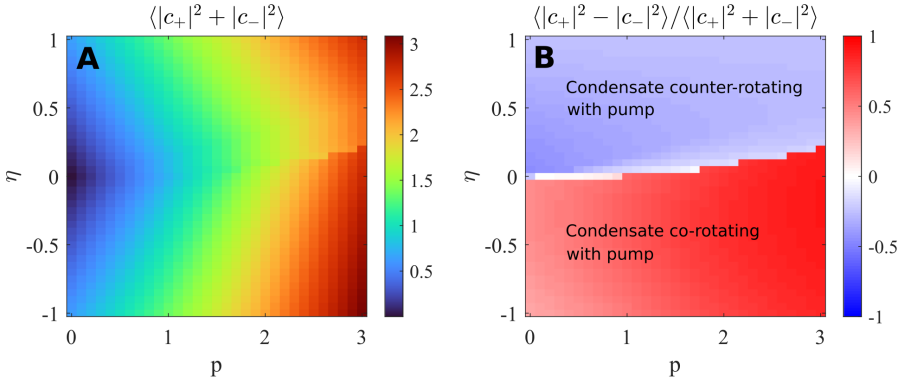 ⟨|c₊|² + |c₋|²⟩
A
1
0.5
0
-0.5
-1
η
0
1
2
3
p
3
2.5
2
1.5
1
0.5
⟨|c₊|² − |c₋|²⟩/⟨|c₊|² + |c₋|²⟩
B
Condensate counter-rotating
with pump
Condensate co-rotating
with pump
1
0.5
0
-0.5
-1
η
0
1
2
3
p
1
0.5
0
-0.5
-1